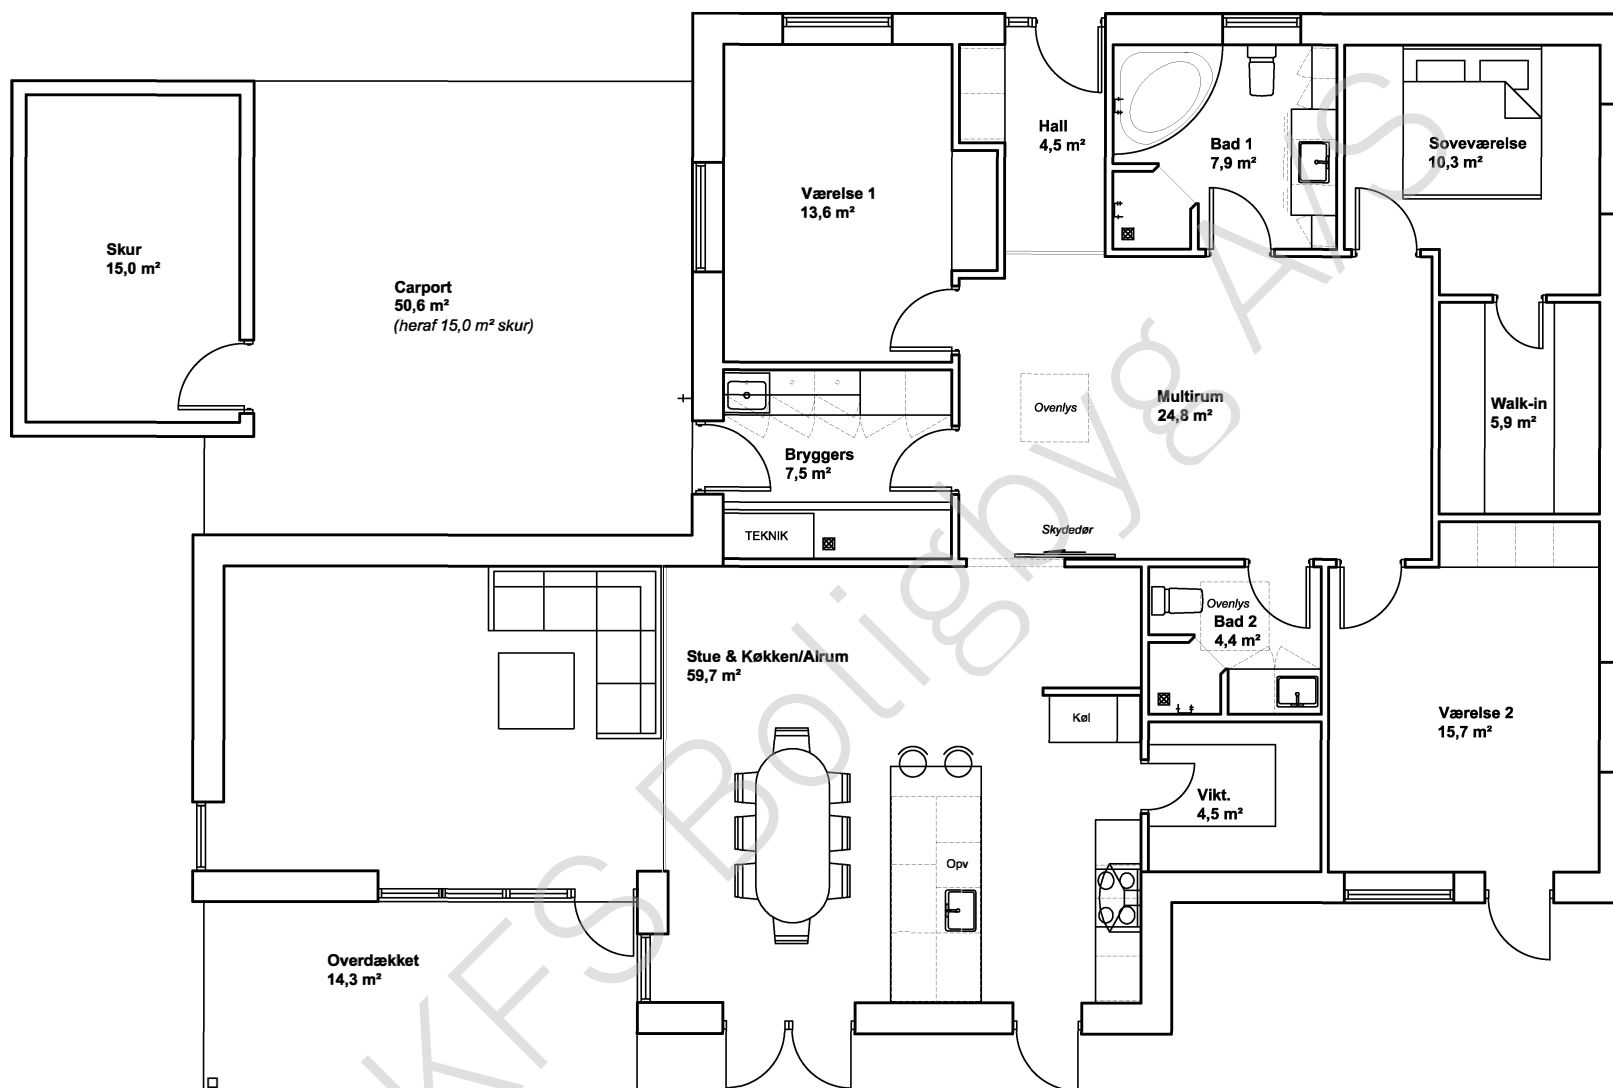 Hall
4,5 m²
Bad 1
7,9 m²
Soveværelse
10,3 m²
Værelse 1
13,6 m²
Skur
15,0 m²
Carport
50,6 m²
(heraf 15,0 m² skur)
Ovenlys
Multirum
24,8 m²
Walk-in
5,9 m²
Bryggers
7,5 m²
TEKNIK
Skydedør
Ovenlys
Bad 2
4,4 m²
Stue & Køkken/Alrum
59,7 m²
Køl
Værelse 2
15,7 m²
Vikt.
4,5 m²
Opv
Overdækket
14,3 m²
KFS Boligbyg A/S